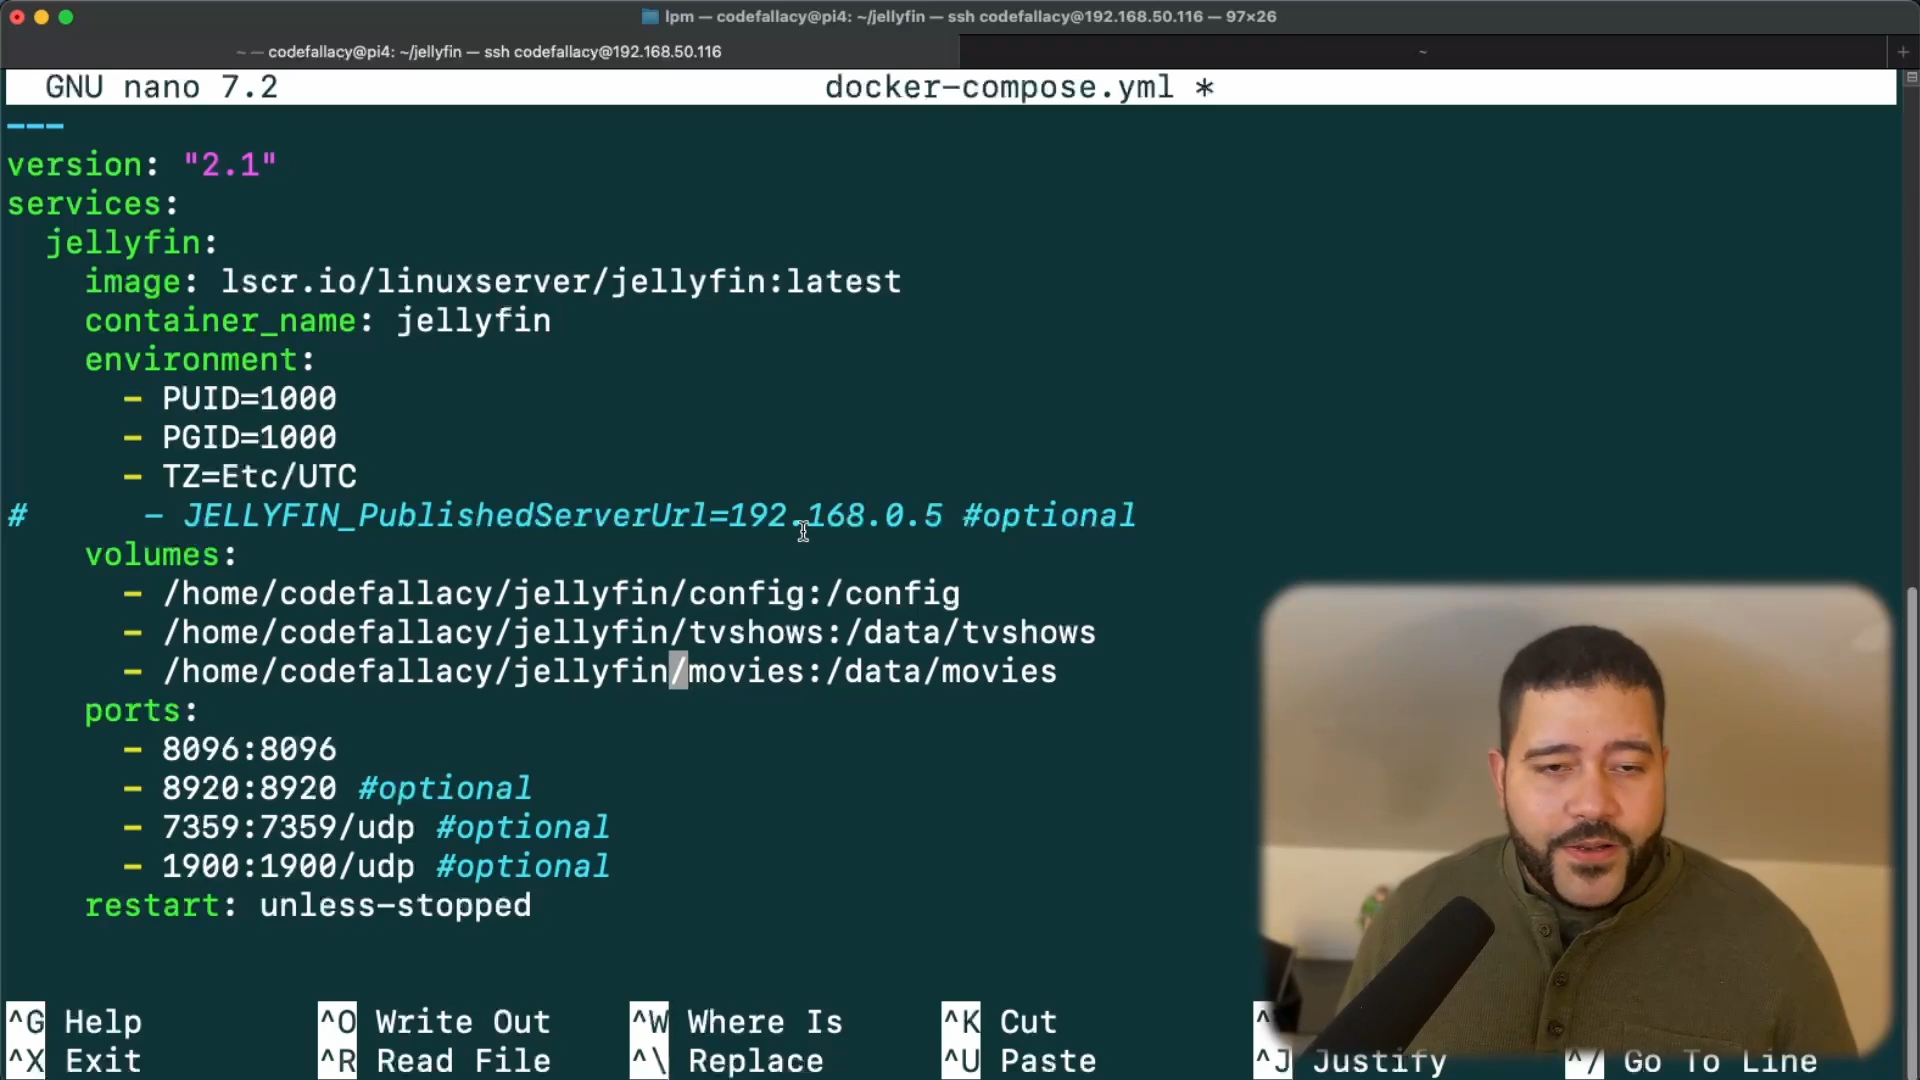 lpm — codefallacy@pi4: ~/jellyfin — ssh codefallacy@192.168.50.116 — 97×26
~ — codefallacy@pi4: ~/jellyfin — ssh codefallacy@192.168.50.116
~
+
GNU nano 7.2 docker-compose.yml *
---
version: "2.1"
services:
jellyfin:
image: lscr.io/linuxserver/jellyfin:latest
container_name: jellyfin
environment:
- PUID=1000
- PGID=1000
- TZ=Etc/UTC
# - JELLYFIN_PublishedServerUrl=192.168.0.5 #optional
volumes:
- /home/codefallacy/jellyfin/config:/config
- /home/codefallacy/jellyfin/tvshows:/data/tvshows
- /home/codefallacy/jellyfin/movies:/data/movies
ports:
- 8096:8096
- 8920:8920 #optional
- 7359:7359/udp #optional
- 1900:1900/udp #optional
restart: unless-stopped
^G Help ^O Write Out ^W Where Is ^K Cut
^X Exit ^R Read File ^\ Replace ^U Paste ^J Justify ^/ Go To Line